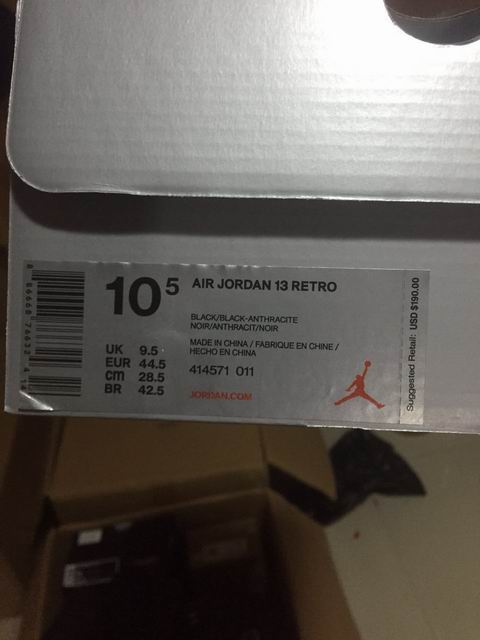 10 5
AIR JORDAN 13 RETRO
BLACK/BLACK-ANTHRACITE
NOIR/ANTHRACIT/NOIR
MADE IN CHINA / FABRIQUE EN CHINE /
HECHO EN CHINA
414571 011
JORDAN.COM
UK 9.5
EUR 44.5
CM 28.5
BR 42.5
Suggested Retail: USD $190.00